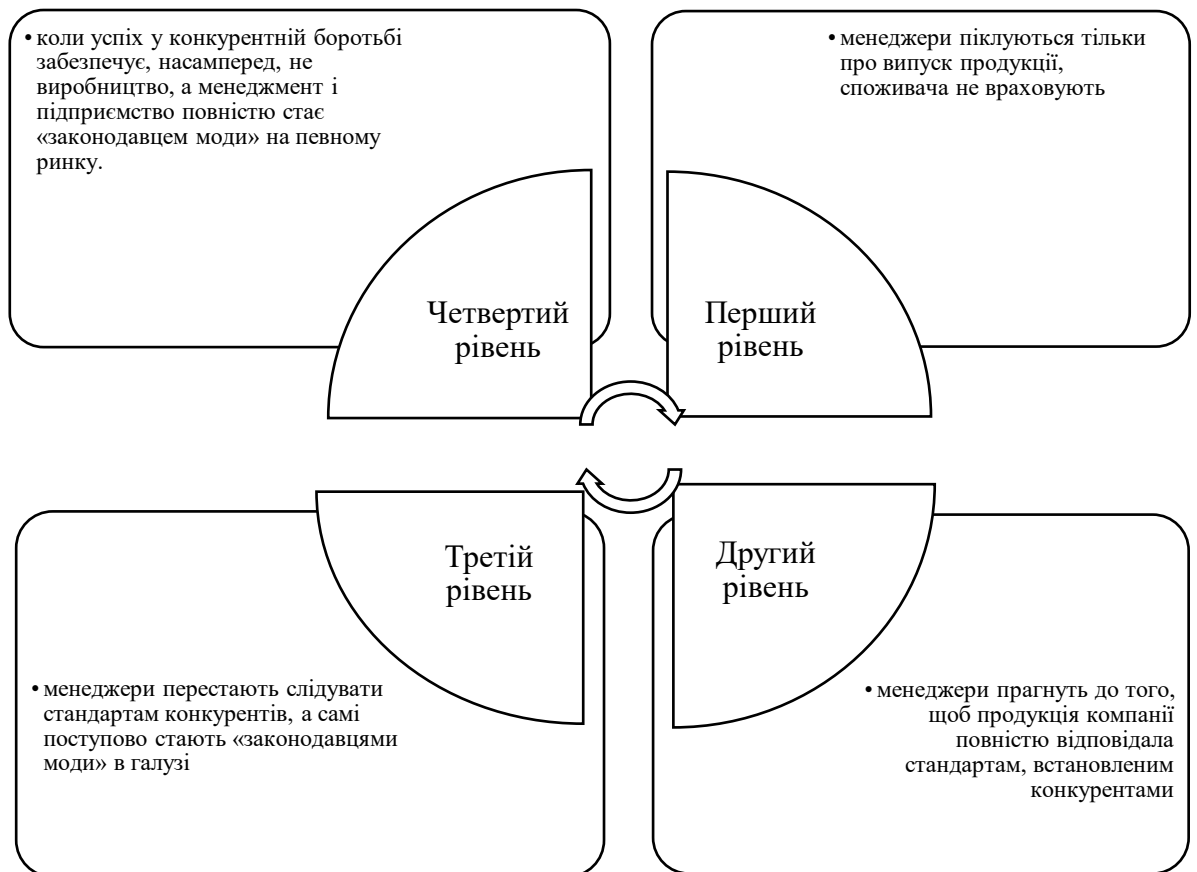 • коли успіх у конкурентній боротьбі
забезпечує, насамперед, не
виробництво, а менеджмент і
підприємство повністю стає
«законодавцем моди» на певному
ринку.
• менеджери піклуються тільки
про випуск продукції,
споживача не враховують
Четвертий
рівень
Перший
рівень
Третій
рівень
Другий
рівень
• менеджери перестають слідувати
стандартам конкурентів, а самі
поступово стають «законодавцями
моди» в галузі
• менеджери прагнуть до того,
щоб продукція компанії
повністю відповідала
стандартам, встановленим
конкурентами